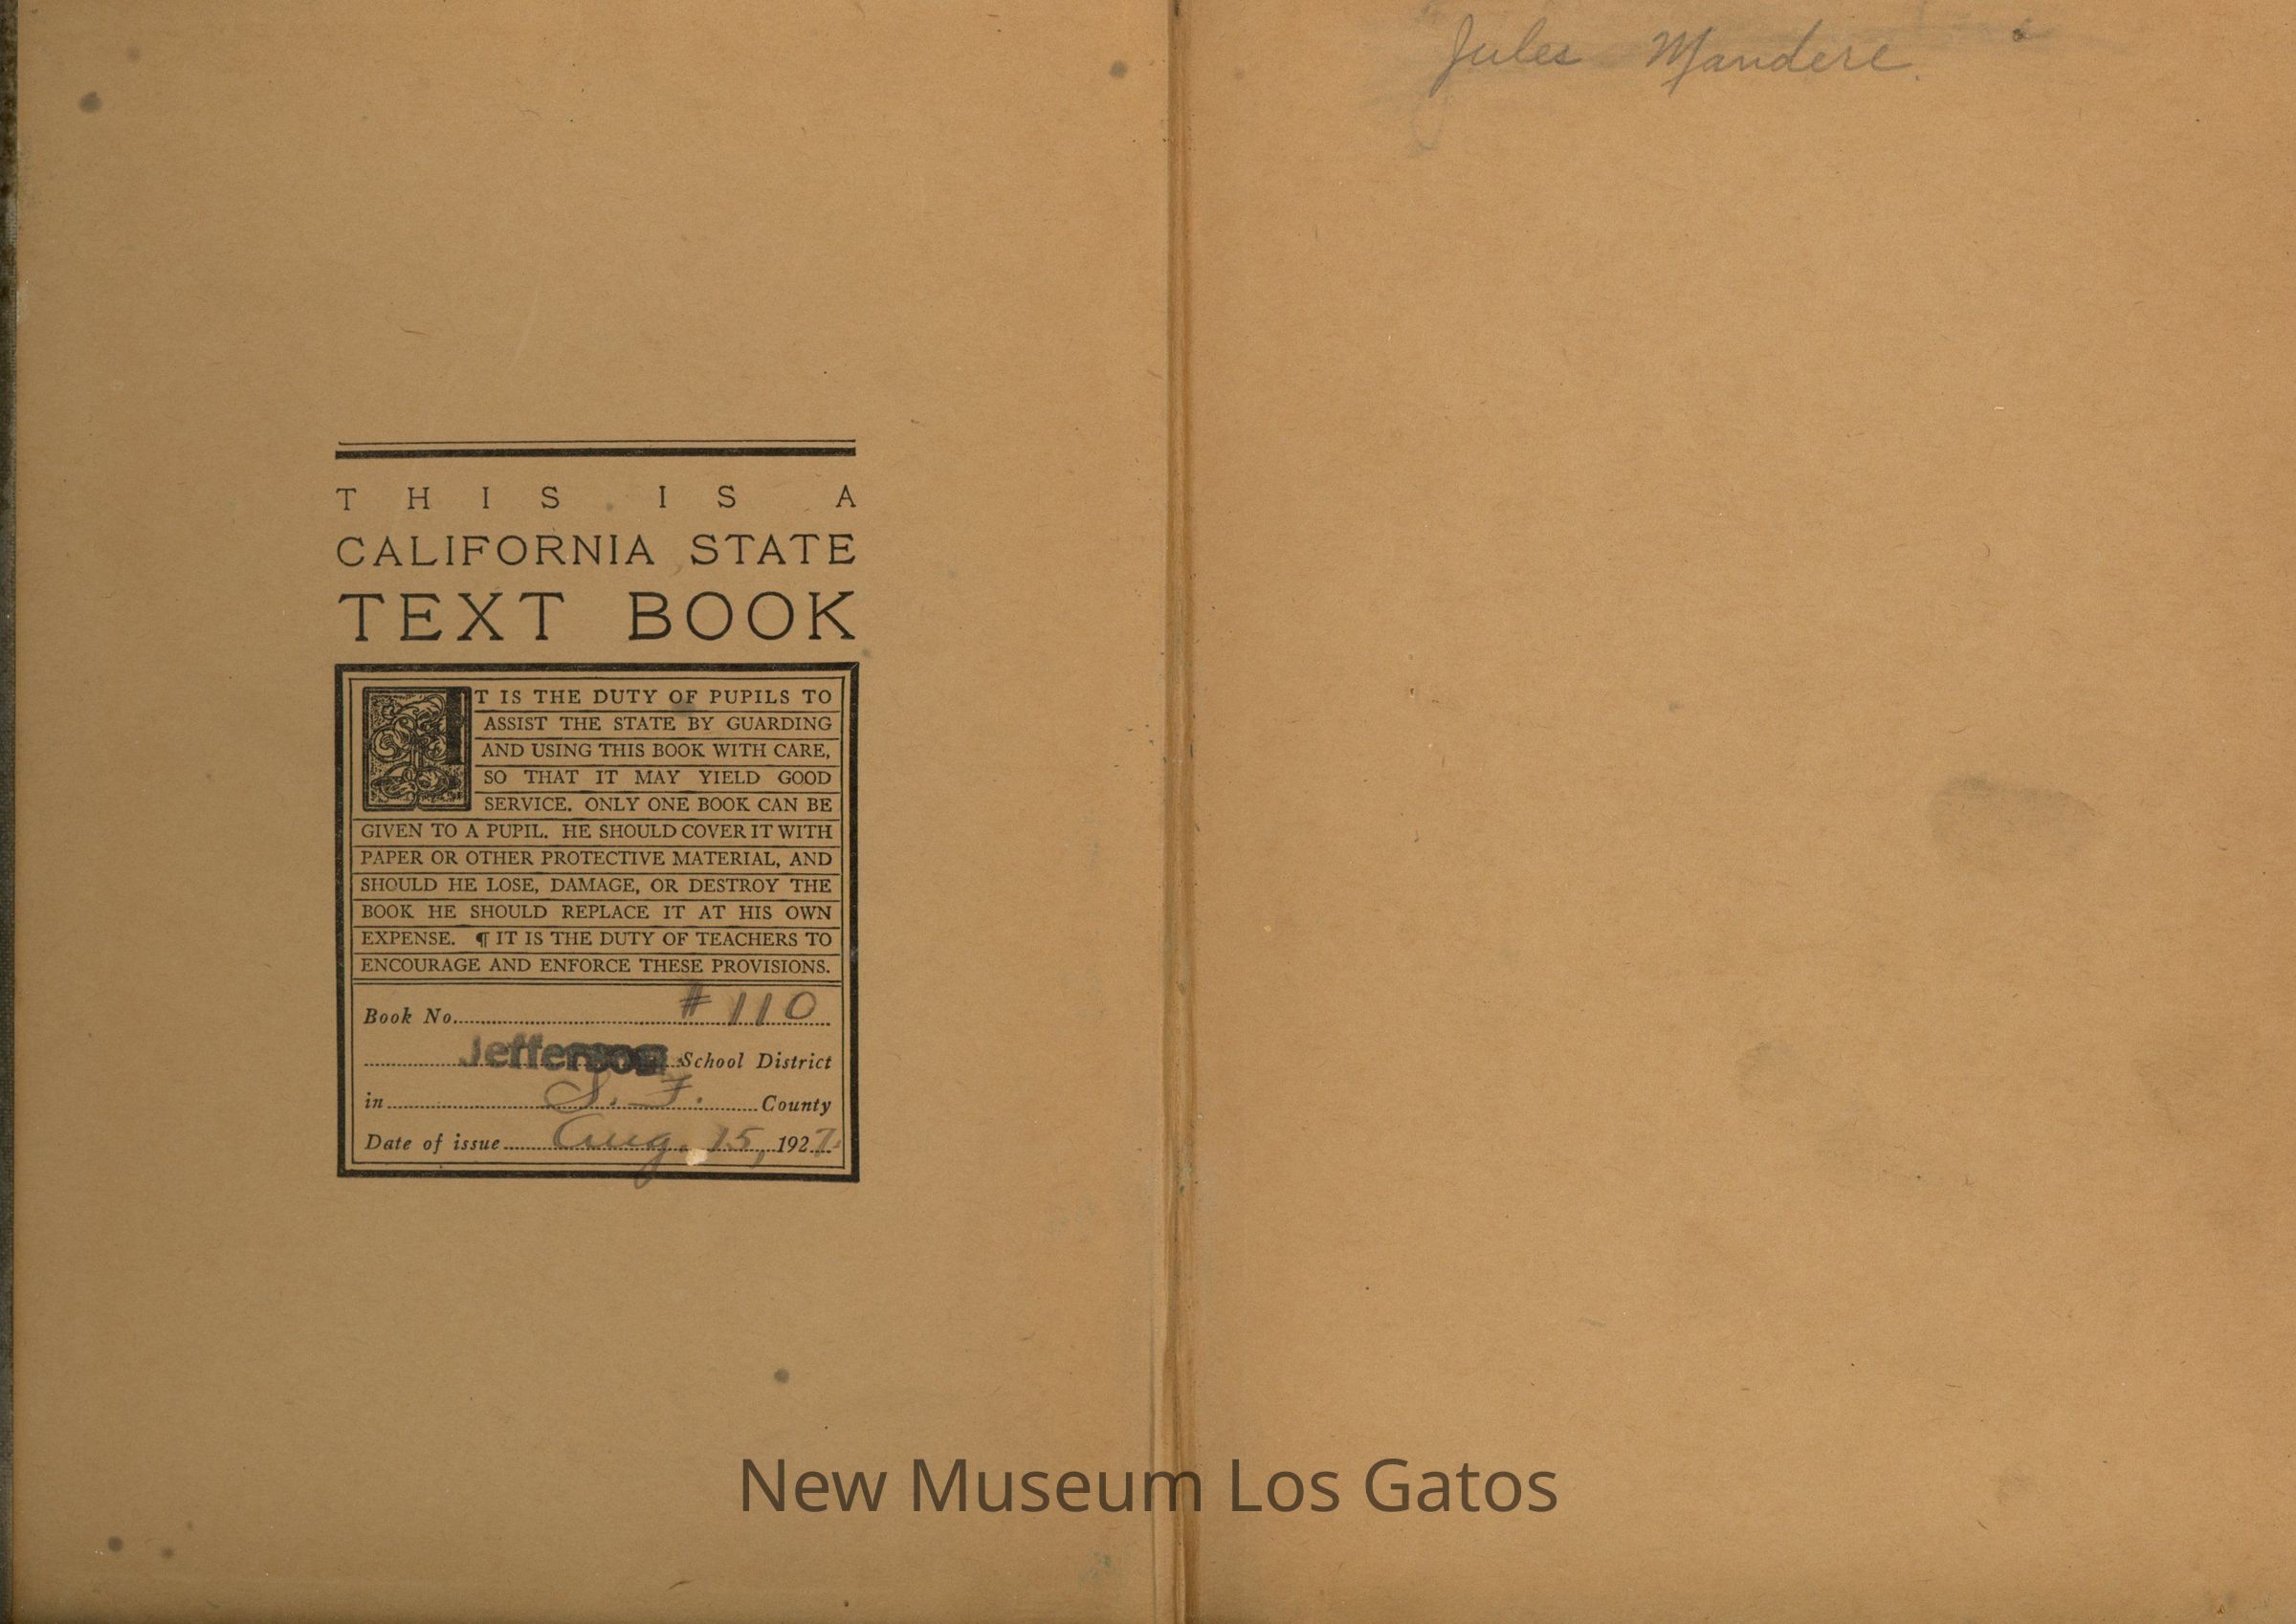 Jules Mandere.
THIS IS A
CALIFORNIA STATE
TEXT BOOK
IT IS THE DUTY OF PUPILS TO
ASSIST THE STATE BY GUARDING
AND USING THIS BOOK WITH CARE,
SO THAT IT MAY YIELD GOOD
SERVICE. ONLY ONE BOOK CAN BE
GIVEN TO A PUPIL. HE SHOULD COVER IT WITH
PAPER OR OTHER PROTECTIVE MATERIAL, AND
SHOULD HE LOSE, DAMAGE, OR DESTROY THE
BOOK HE SHOULD REPLACE IT AT HIS OWN
EXPENSE. ¶ IT IS THE DUTY OF TEACHERS TO
ENCOURAGE AND ENFORCE THESE PROVISIONS.
Book No. #110
Jefferson School District
in S. F. County
Date of issue Aug. 15, 1927
New Museum Los Gatos